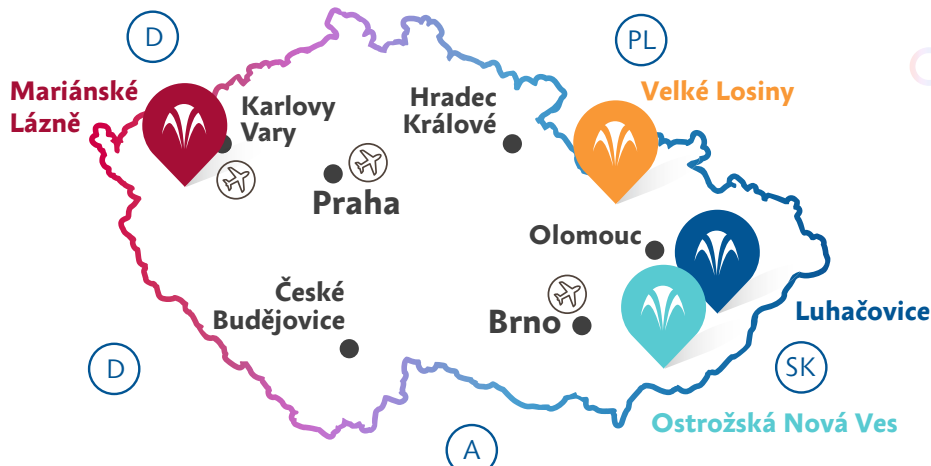 D
PL
Mariánské
Lázně
Karlovy
Vary
Hradec
Králové
Velké Losiny
Praha
Olomouc
České
Budějovice
Brno
Luhačovice
D
SK
Ostrožská Nová Ves
A